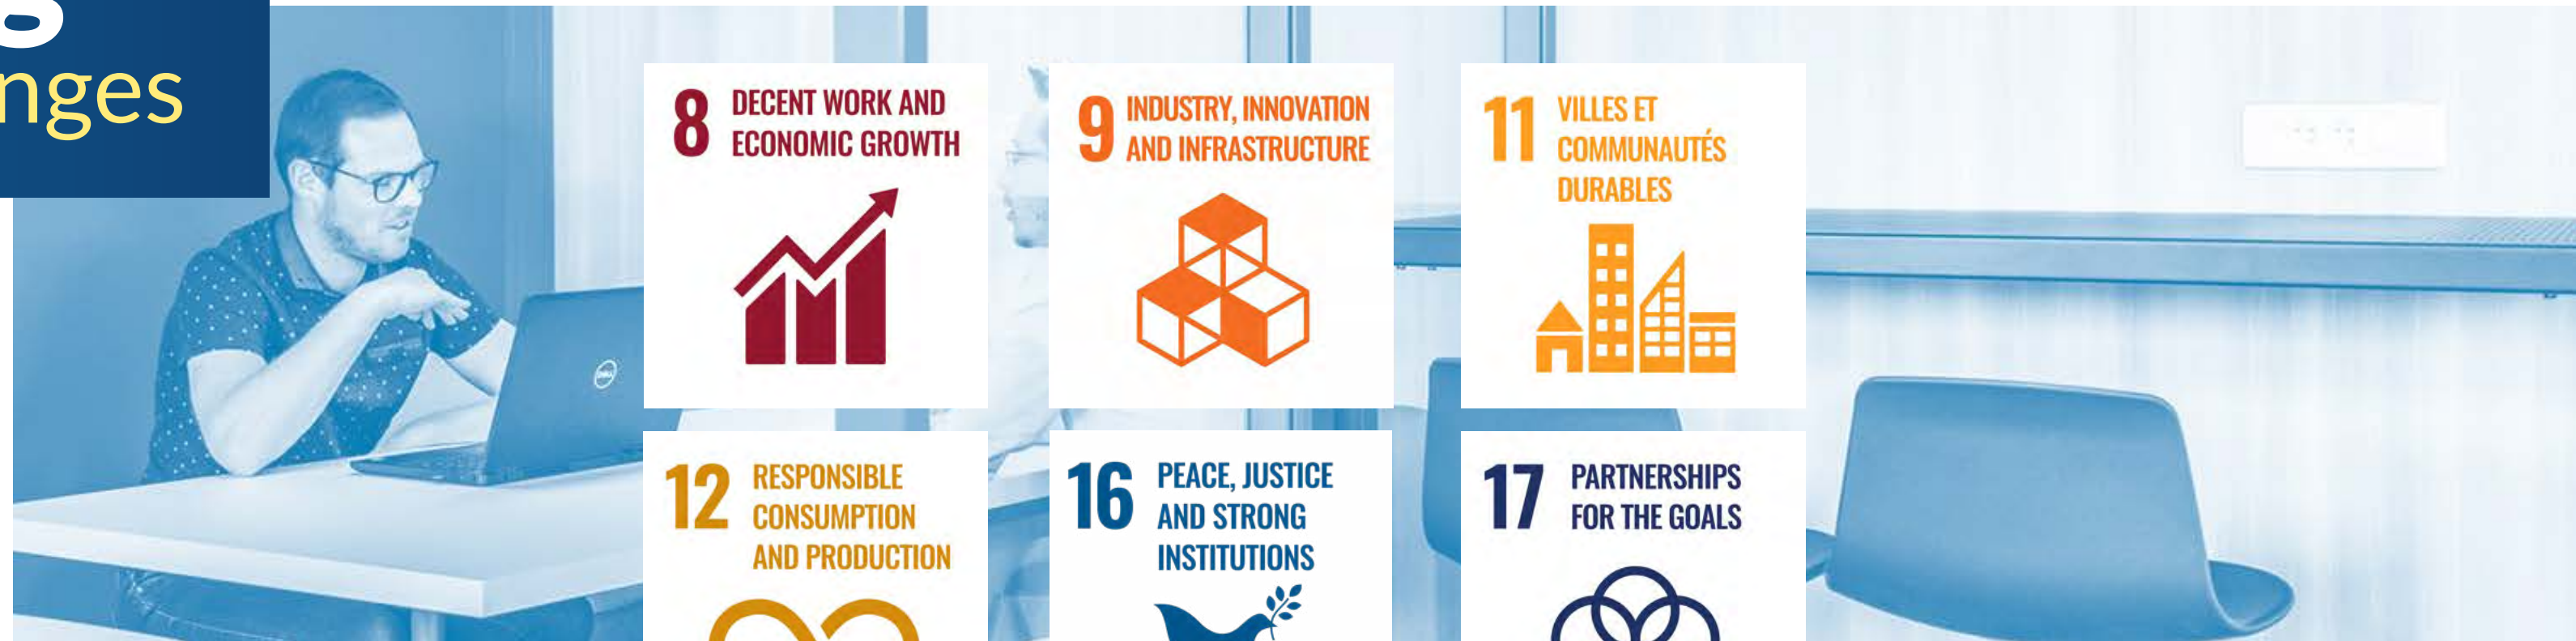 nges
8 DECENT WORK AND
ECONOMIC GROWTH
9 INDUSTRY, INNOVATION
AND INFRASTRUCTURE
11 VILLES ET
COMMUNAUTÉS
DURABLES
DELL
12 RESPONSIBLE
CONSUMPTION
AND PRODUCTION
16 PEACE, JUSTICE
AND STRONG
INSTITUTIONS
17 PARTNERSHIPS
FOR THE GOALS